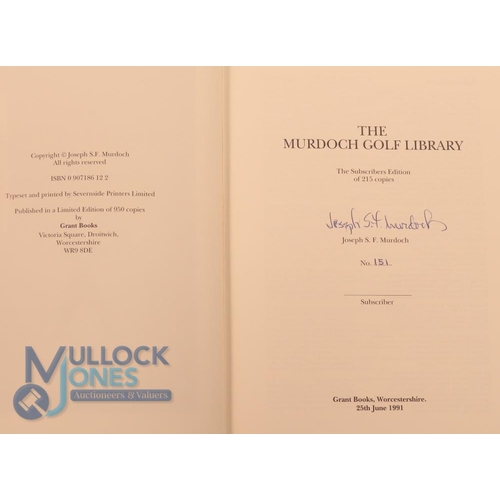 Copyright © Joseph S.F. Murdoch
All rights reserved
ISBN 0 907186 12 2
Typeset and printed by Severnside Printers Limited
Published in a Limited Edition of 950 copies
by
Grant Books
Victoria Square, Droitwich,
Worcestershire
WR9 8DE
THE
MURDOCH GOLF LIBRARY
The Subscribers Edition
of 215 copies
Joseph S.F. Murdoch
Joseph S. F. Murdoch
No. 151.
Subscriber
Grant Books, Worcestershire.
25th June 1991
MULLOCK
JONES
Auctioneers & Valuers